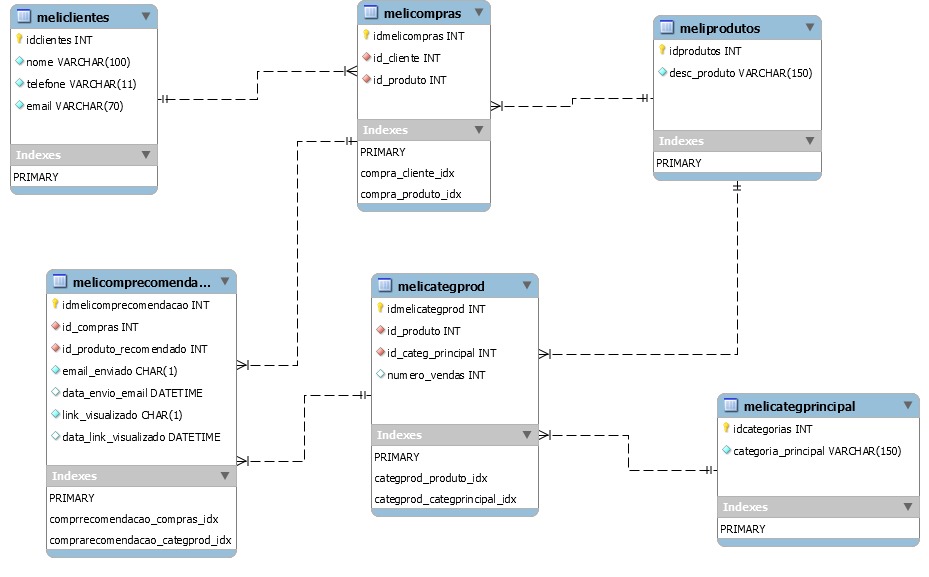 meliclientes
idclientes INT
nome VARCHAR(100)
telefone VARCHAR(11)
email VARCHAR(70)
Indexes
PRIMARY
melicompras
idmelicompras INT
id_cliente INT
id_produto INT
Indexes
PRIMARY
compra_cliente_idx
compra_produto_idx
meliprodutos
idprodutos INT
desc_produto VARCHAR(150)
Indexes
PRIMARY
melicomprecomenda...
idmelicomprecomendacao INT
id_compras INT
id_produto_recomendado INT
email_enviado CHAR(1)
data_envio_email DATETIME
link_visualizado CHAR(1)
data_link_visualizado DATETIME
Indexes
PRIMARY
comprrecomendacao_compras_idx
comprarecomendacao_categprod_idx
melicategprod
idmelicategprod INT
id_produto INT
id_categ_principal INT
numero_vendas INT
Indexes
PRIMARY
categprod_produto_idx
categprod_categprincipal_idx
melicategprincipal
idcategorias INT
categoria_principal VARCHAR(150)
Indexes
PRIMARY